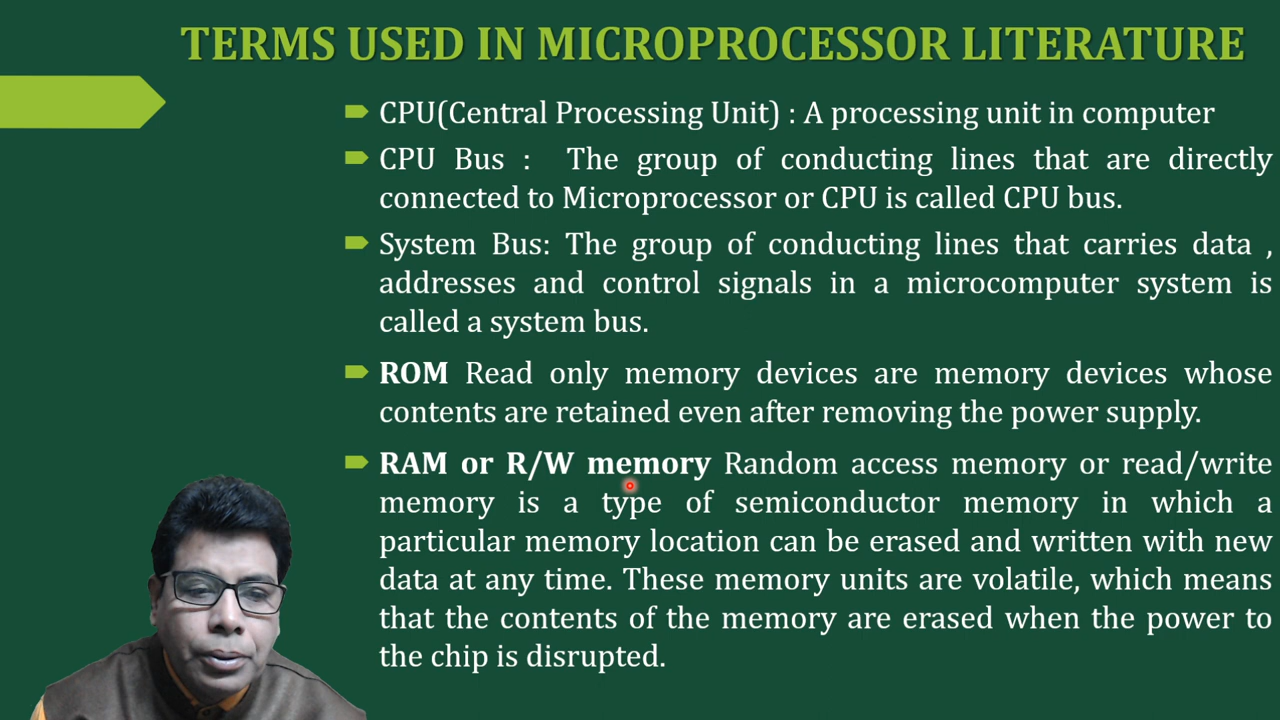 TERMS USED IN MICROPROCESSOR LITERATURE
CPU(Central Processing Unit) : A processing unit in computer
CPU Bus : The group of conducting lines that are directly
connected to Microprocessor or CPU is called CPU bus.
System Bus: The group of conducting lines that carries data ,
addresses and control signals in a microcomputer system is
called a system bus.
ROM Read only memory devices are memory devices whose
contents are retained even after removing the power supply.
RAM or R/W memory Random access memory or read/write
memory is a type of semiconductor memory in which a
particular memory location can be erased and written with new
data at any time. These memory units are volatile, which means
that the contents of the memory are erased when the power to
the chip is disrupted.